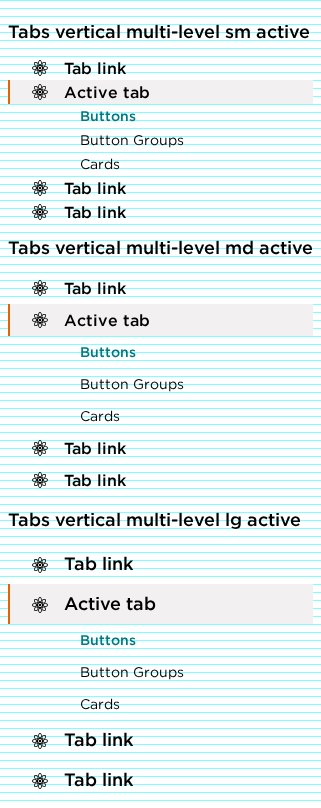 Tabs vertical multi-level sm active
Tab link
Active tab
Buttons
Button Groups
Cards
Tab link
Tab link
Tabs vertical multi-level md active
Tab link
Active tab
Buttons
Button Groups
Cards
Tab link
Tab link
Tabs vertical multi-level lg active
Tab link
Active tab
Buttons
Button Groups
Cards
Tab link
Tab link